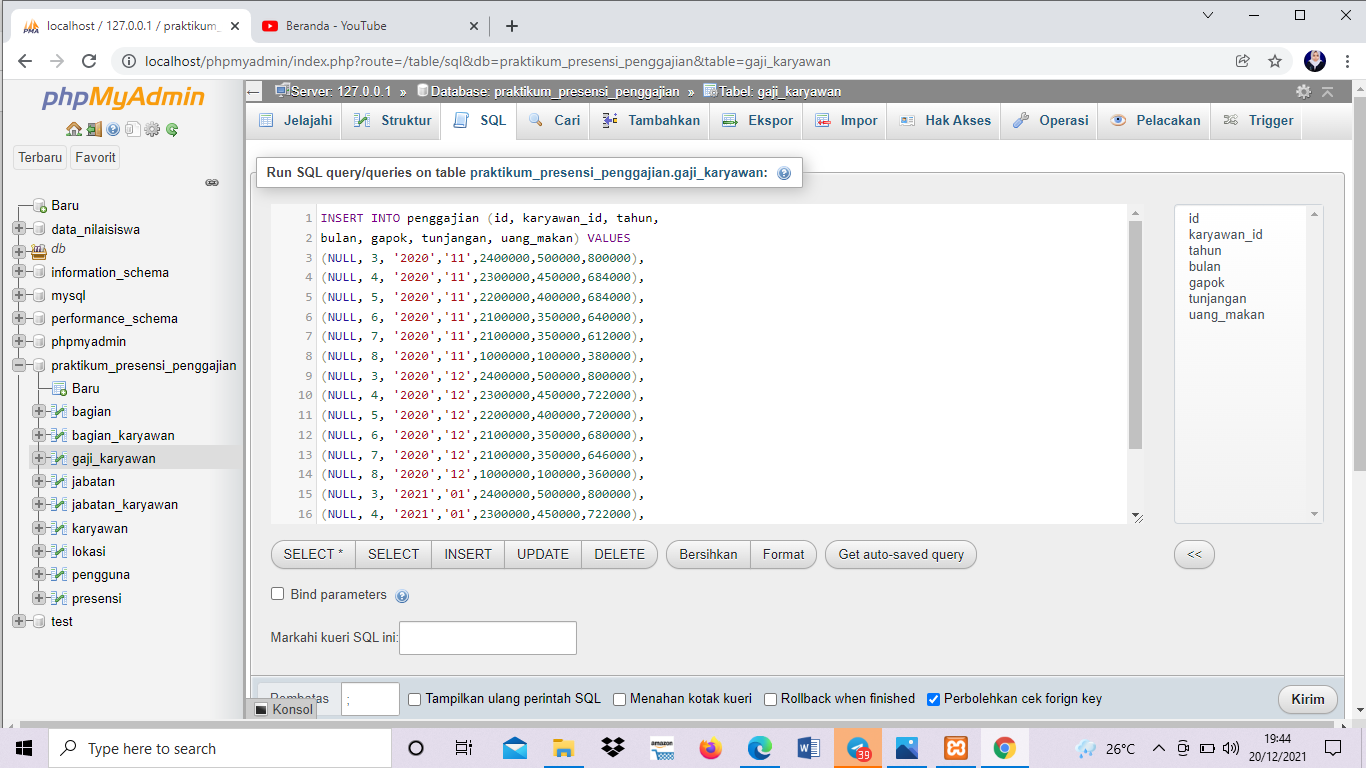 localhost / 127.0.0.1 / praktikum_
Beranda - YouTube
localhost/phpmyadmin/index.php?route=/table/sql&db=praktikum_presensi_penggajian&table=gaji_karyawan
phpMyAdmin
Terbaru Favorit
Baru
data_nilaisiswa
db
information_schema
mysql
performance_schema
phpmyadmin
praktikum_presensi_penggajian
Baru
bagian
bagian_karyawan
gaji_karyawan
jabatan
jabatan_karyawan
karyawan
lokasi
pengguna
presensi
test
Server: 127.0.0.1 » Database: praktikum_presensi_penggajian » Tabel: gaji_karyawan
Jelajahi Struktur SQL Cari Tambahkan Ekspor Impor Hak Akses Operasi Pelacakan Trigger
Run SQL query/queries on table praktikum_presensi_penggajian.gaji_karyawan:
1 INSERT INTO penggajian (id, karyawan_id, tahun,
2 bulan, gapok, tunjangan, uang_makan) VALUES
3 (NULL, 3, '2020','11',2400000,500000,800000),
4 (NULL, 4, '2020','11',2300000,450000,684000),
5 (NULL, 5, '2020','11',2200000,400000,684000),
6 (NULL, 6, '2020','11',2100000,350000,640000),
7 (NULL, 7, '2020','11',2100000,350000,612000),
8 (NULL, 8, '2020','11',1000000,100000,380000),
9 (NULL, 3, '2020','12',2400000,500000,800000),
10 (NULL, 4, '2020','12',2300000,450000,722000),
11 (NULL, 5, '2020','12',2200000,400000,720000),
12 (NULL, 6, '2020','12',2100000,350000,680000),
13 (NULL, 7, '2020','12',2100000,350000,646000),
14 (NULL, 8, '2020','12',1000000,100000,360000),
15 (NULL, 3, '2021','01',2400000,500000,800000),
16 (NULL, 4, '2021','01',2300000,450000,722000),
id
karyawan_id
tahun
bulan
gapok
tunjangan
uang_makan
SELECT * SELECT INSERT UPDATE DELETE Bersihkan Format Get auto-saved query <<
Bind parameters
Markahi kueri SQL ini:
Pembatas ; Tampilkan ulang perintah SQL Menahan kotak kueri Rollback when finished Perbolehkan cek forign key Kirim
Konsol
Type here to search
amazon
39
26°C
19:44
20/12/2021